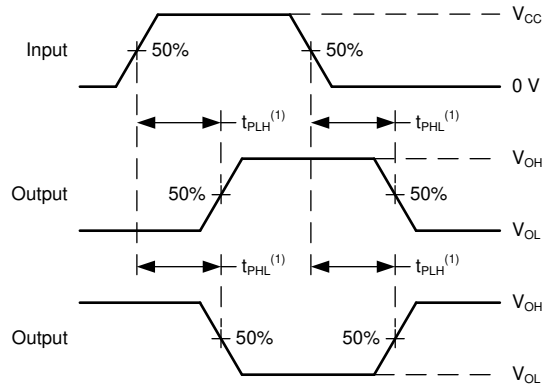 V_CC
Input 50% 50%
0 V
t_PLH^(1) t_PHL^(1)
V_OH
Output 50% 50%
V_OL
t_PHL^(1) t_PLH^(1)
V_OH
Output 50% 50%
V_OL